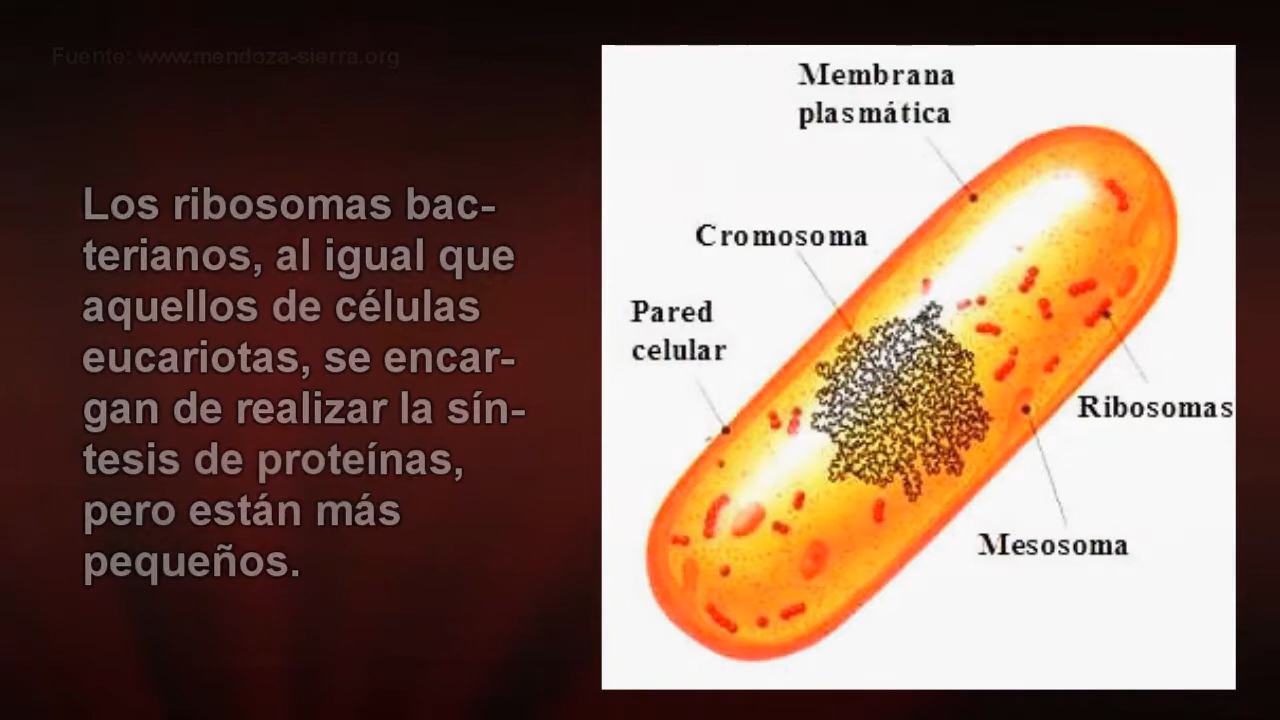 Fuente: www.mendoza-sierra.org
Los ribosomas bac-
terianos, al igual que
aquellos de células
eucariotas, se encar-
gan de realizar la sín-
tesis de proteínas,
pero están más
pequeños.
Membrana
plasmática
Cromosoma
Pared
celular
Ribosomas
Mesosoma